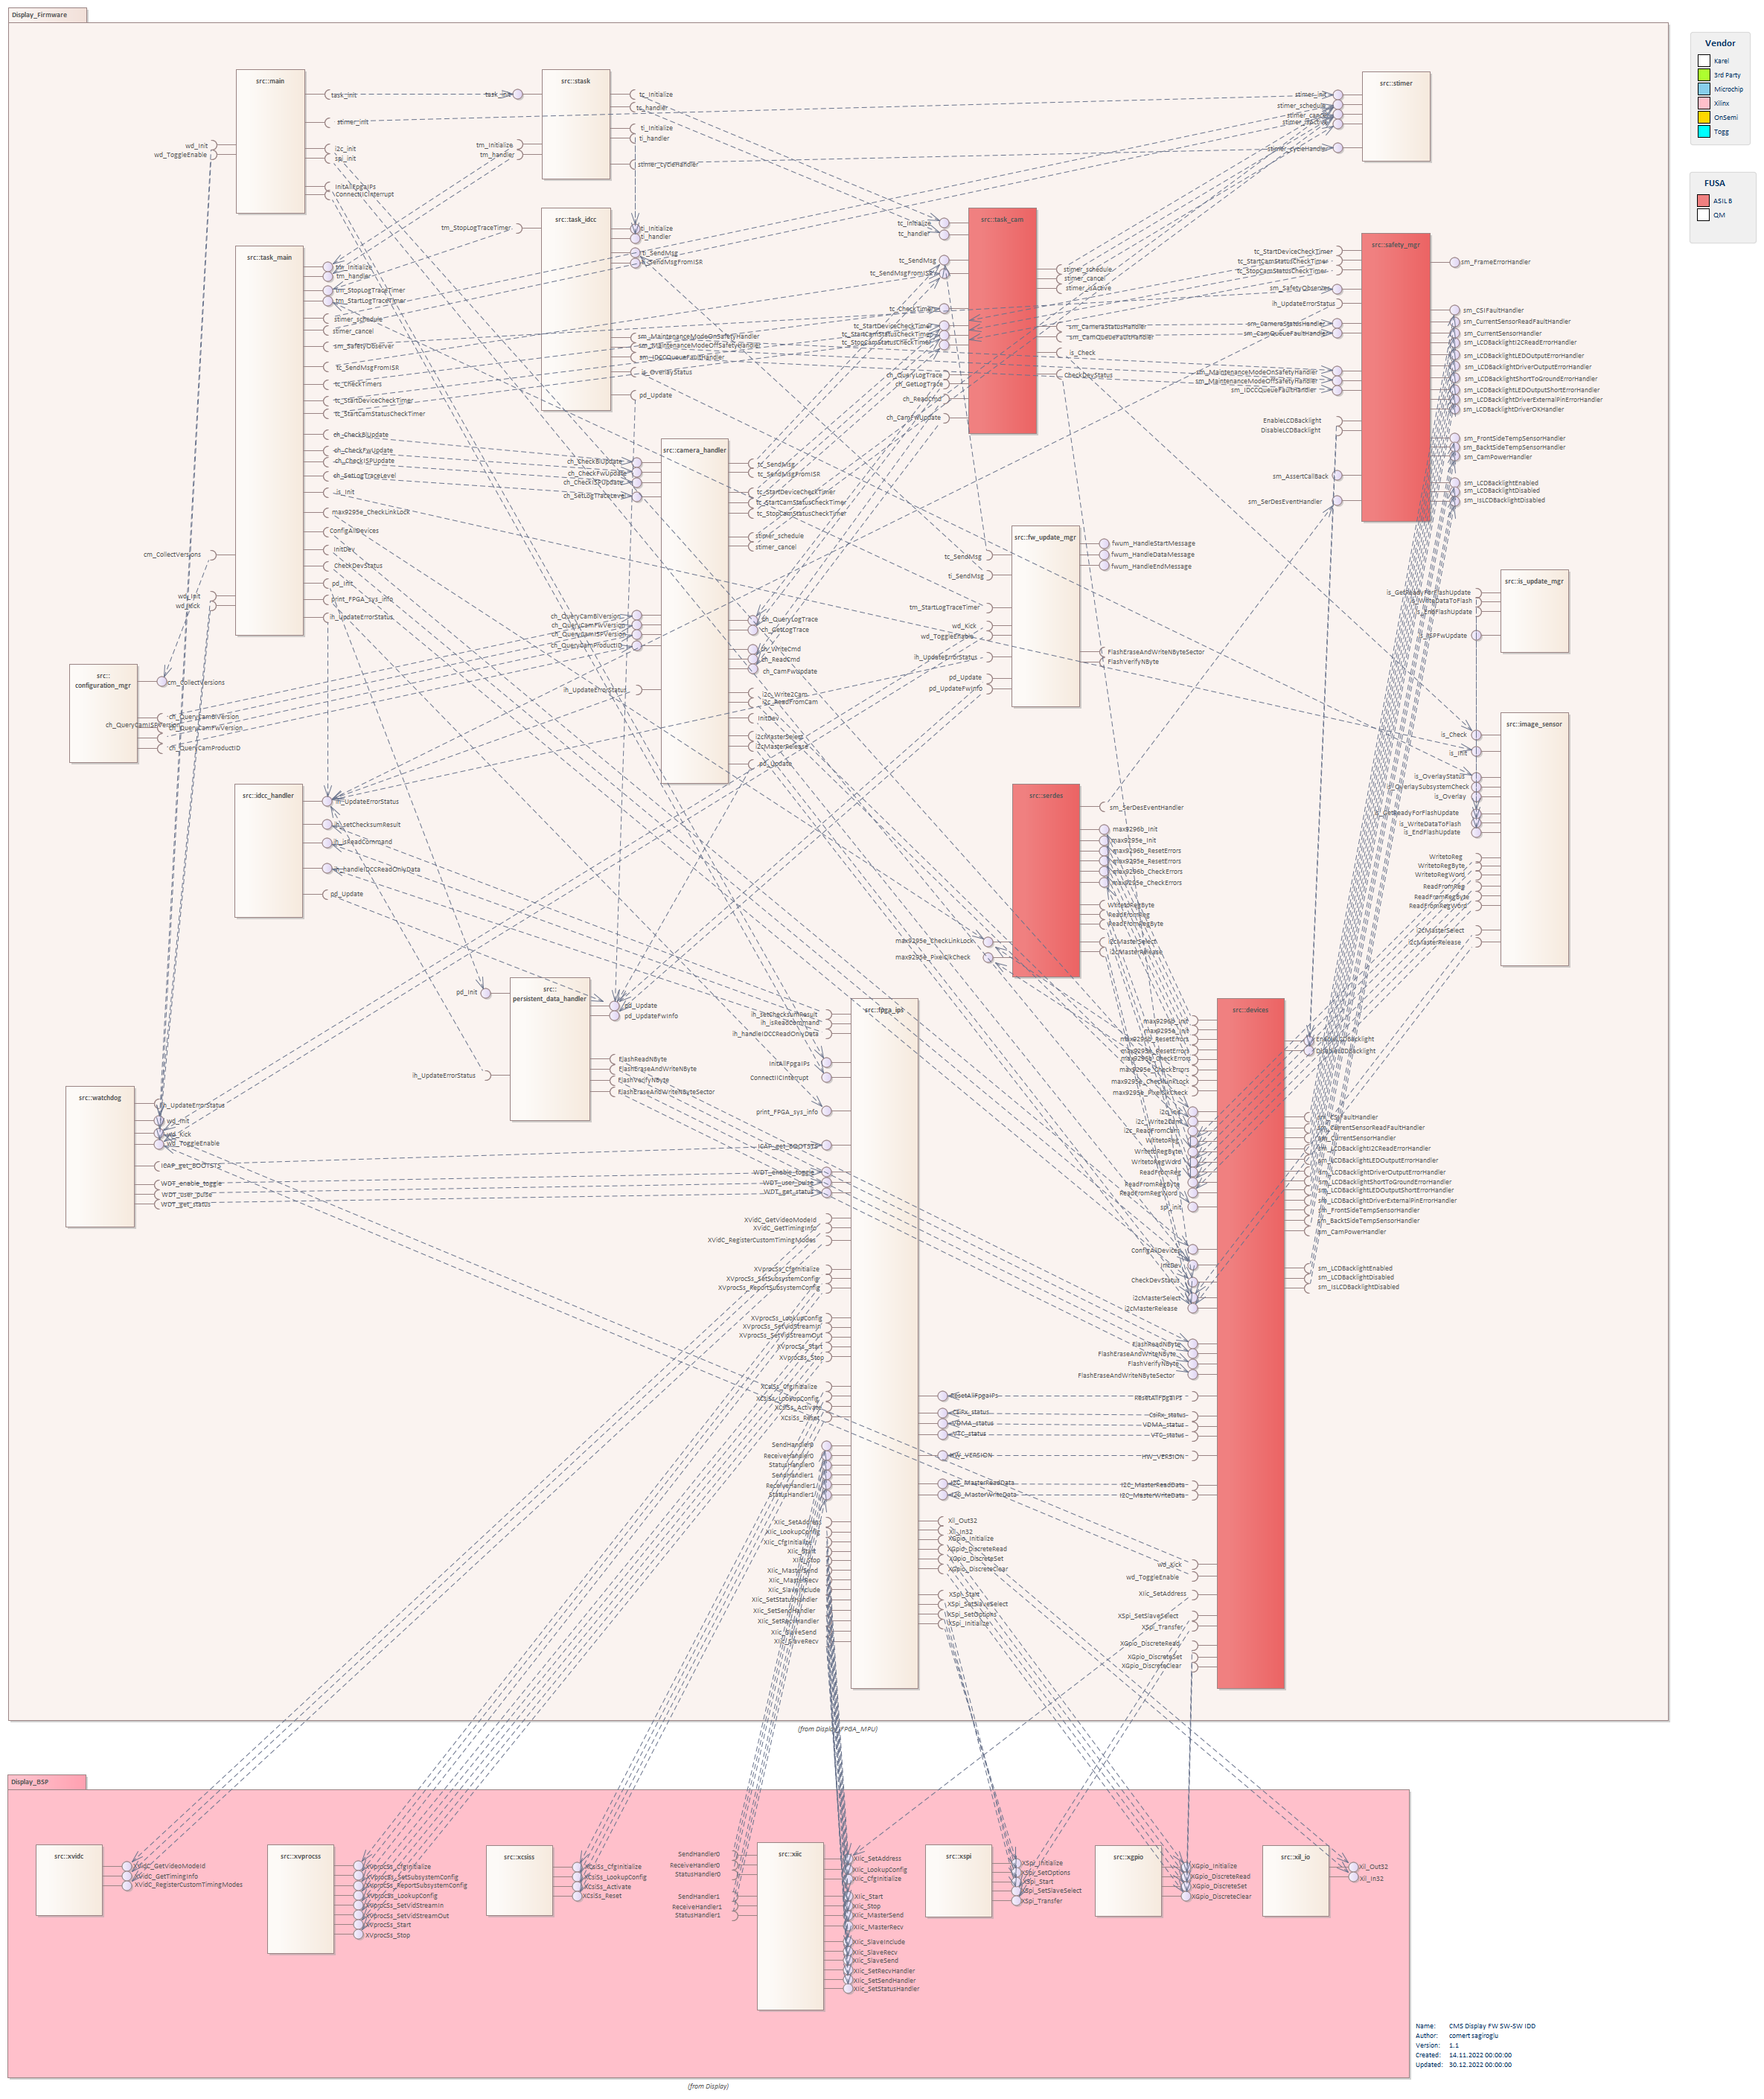 Display_Firmware
Vendor
Karel
3rd Party
Microchip
Xilinx
OnSemi
Togg
FUSA
ASIL B
QM
src::main
task_init
stimer_init
i2c_init
spi_init
InitAllFpgaIPs
ConnectIICInterrupt
wd_Init
wd_ToggleEnable
src::stask
task_init
tc_Initialize
tc_handler
ti_Initialize
ti_handler
tm_Initialize
tm_handler
stimer_cycleHandler
src::stimer
stimer_init
stimer_schedule
stimer_cancel
stimer_isActive
stimer_cycleHandler
src::task_main
tm_Initialize
tm_handler
tm_StopLogTraceTimer
tm_StartLogTraceTimer
stimer_schedule
stimer_cancel
sm_SafetyObserver
tc_SendMsgFromISR
tc_CheckTimers
tc_StartDeviceCheckTimer
tc_StartCamStatusCheckTimer
ch_CheckBlUpdate
ch_CheckFwUpdate
ch_CheckISPUpdate
ch_SetLogTraceLevel
is_Init
max9295e_CheckLinkLock
ConfigAllDevices
InitDev
CheckDevStatus
pd_Init
print_FPGA_sys_info
ih_UpdateErrorStatus
cm_CollectVersions
wd_Init
wd_Kick
src::task_idcc
tm_StopLogTraceTimer
ti_Initialize
ti_handler
ti_SendMsg
ti_SendMsgFromISR
sm_MaintenanceModeOnSafetyHandler
sm_MaintenanceModeOffSafetyHandler
sm_IDCCQueueFaultHandler
is_OverlayStatus
pd_Update
src::task_cam
tc_Initialize
tc_handler
tc_SendMsg
tc_SendMsgFromISR
tc_CheckTimers
tc_StartDeviceCheckTimer
tc_StartCamStatusCheckTimer
tc_StopCamStatusCheckTimer
ch_QueryLogTrace
ch_GetLogTrace
ch_ReadCmd
ch_CamFwUpdate
stimer_schedule
stimer_cancel
stimer_isActive
sm_CameraStatusHandler
sm_CamQueueFaultHandler
is_Check
CheckDevStatus
src::safety_mgr
tc_StartDeviceCheckTimer
tc_StartCamStatusCheckTimer
tc_StopCamStatusCheckTimer
sm_SafetyObserver
ih_UpdateErrorStatus
sm_CameraStatusHandler
sm_CamQueueFaultHandler
sm_MaintenanceModeOnSafetyHandler
sm_MaintenanceModeOffSafetyHandler
sm_IDCCQueueFaultHandler
EnableLCDBacklight
DisableLCDBacklight
sm_AssertCallBack
sm_SerDesEventHandler
sm_FrameErrorHandler
sm_CSIFaultHandler
sm_CurrentSensorReadFaultHandler
sm_CurrentSensorHandler
sm_LCDBacklightI2CReadErrorHandler
sm_LCDBacklightLEDOutputErrorHandler
sm_LCDBacklightDriverOutputErrorHandler
sm_LCDBacklightShortToGroundErrorHandler
sm_LCDBacklightLEDOutputShortErrorHandler
sm_LCDBacklightDriverExternalPinErrorHandler
sm_LCDBacklightDriverOKHandler
sm_FrontSideTempSensorHandler
sm_BacktSideTempSensorHandler
sm_CamPowerHandler
sm_LCDBacklightEnabled
sm_LCDBacklightDisabled
sm_IsLCDBacklightDisabled
src::camera_handler
ch_CheckBlUpdate
ch_CheckFwUpdate
ch_CheckISPUpdate
ch_SetLogTraceLevel
ch_QueryCamBlVersion
ch_QueryCamFwVersion
ch_QueryCamISPVersion
ch_QueryCamProductID
ih_UpdateErrorStatus
tc_SendMsg
tc_SendMsgFromISR
tc_StartDeviceCheckTimer
tc_StartCamStatusCheckTimer
tc_StopCamStatusCheckTimer
stimer_schedule
stimer_cancel
ch_QueryLogTrace
ch_GetLogTrace
ch_WriteCmd
ch_ReadCmd
ch_CamFwUpdate
i2c_Write2Cam
i2c_ReadFromCam
InitDev
i2cMasterSelect
i2cMasterRelease
pd_Update
src::fw_update_mgr
tc_SendMsg
ti_SendMsg
tm_StartLogTraceTimer
wd_Kick
wd_ToggleEnable
ih_UpdateErrorStatus
pd_Update
pd_UpdateFwInfo
fwum_HandleStartMessage
fwum_HandleDataMessage
fwum_HandleEndMessage
FlashEraseAndWriteNByteSector
FlashVerifyNByte
src::is_update_mgr
is_GetReadyForFlashUpdate
is_WriteDataToFlash
is_EndFlashUpdate
is_ISPFwUpdate
src::
configuration_mgr
cm_CollectVersions
ch_QueryCamBlVersion
ch_QueryCamISPVersion
ch_QueryCamFwVersion
ch_QueryCamProductID
src::image_sensor
is_Check
is_Init
is_OverlayStatus
is_OverlaySubsystemCheck
is_Overlay
is_GetReadyForFlashUpdate
is_WriteDataToFlash
is_EndFlashUpdate
WritetoReg
WritetoRegByte
WritetoRegWord
ReadFromReg
ReadFromRegByte
ReadFromRegWord
i2cMasterSelect
i2cMasterRelease
src::idcc_handler
ih_UpdateErrorStatus
ih_setChecksumResult
ih_isReadCommand
ih_handleIDCCReadOnlyData
pd_Update
src::serdes
sm_SerDesEventHandler
max9296b_Init
max9295e_Init
max9296b_ResetErrors
max9295e_ResetErrors
max9296b_CheckErrors
max9295e_CheckErrors
WritetoRegByte
ReadFromReg
ReadFromRegByte
i2cMasterSelect
i2cMasterRelease
max9295e_CheckLinkLock
max9295e_PixelClkCheck
src::
persistent_data_handler
pd_Init
ih_UpdateErrorStatus
pd_Update
pd_UpdateFwInfo
FlashReadNByte
FlashEraseAndWriteNByte
FlashVerifyNByte
FlashEraseAndWriteNByteSector
src::watchdog
ih_UpdateErrorStatus
wd_Init
wd_Kick
wd_ToggleEnable
ICAP_get_BOOTSTS
WDT_enable_toggle
WDT_user_pulse
WDT_get_status
src::fpga_ips
ih_setChecksumResult
ih_isReadCommand
ih_handleIDCCReadOnlyData
InitAllFpgaIPs
ConnectIICInterrupt
print_FPGA_sys_info
ICAP_get_BOOTSTS
WDT_enable_toggle
WDT_user_pulse
WDT_get_status
XVidC_GetVideoModeId
XVidC_GetTimingInfo
XVidC_RegisterCustomTimingModes
XVprocSs_CfgInitialize
XVprocSs_SetSubsystemConfig
XVprocSs_ReportSubsystemConfig
XVprocSs_LookupConfig
XVprocSs_SetVidStreamIn
XVprocSs_SetVidStreamOut
XVprocSs_Start
XVprocSs_Stop
XCsiSs_CfgInitialize
XCsiSs_LookupConfig
XCsiSs_Activate
XCsiSs_Reset
SendHandler0
ReceiveHandler0
StatusHandler0
SendHandler1
ReceiveHandler1
StatusHandler1
XIic_SetAddress
XIic_LookupConfig
XIic_CfgInitialize
XIic_Start
XIic_Stop
XIic_MasterSend
XIic_MasterRecv
XIic_SlaveInclude
XIic_SetStatusHandler
XIic_SetSendHandler
XIic_SetRecvHandler
XIic_SlaveSend
XIic_SlaveRecv
ResetAllFpgaIPs
CsiRx_status
VDMA_status
VTC_status
HW_VERSION
I2C_MasterReadData
I2C_MasterWriteData
Xil_Out32
Xil_In32
XGpio_Initialize
XGpio_DiscreteRead
XGpio_DiscreteSet
XGpio_DiscreteClear
XSpi_Start
XSpi_SetSlaveSelect
XSpi_SetOptions
XSpi_Initialize
src::devices
max9296b_Init
max9295e_Init
max9296b_ResetErrors
max9295e_ResetErrors
max9296b_CheckErrors
max9295e_CheckErrors
max9295e_CheckLinkLock
max9295e_PixelClkCheck
i2c_init
i2c_Write2Cam
i2c_ReadFromCam
WritetoReg
WritetoRegByte
WritetoRegWord
ReadFromReg
ReadFromRegByte
ReadFromRegWord
spi_init
ConfigAllDevices
InitDev
CheckDevStatus
i2cMasterSelect
i2cMasterRelease
FlashReadNByte
FlashEraseAndWriteNByte
FlashVerifyNByte
FlashEraseAndWriteNByteSector
ResetAllFpgaIPs
CsiRx_status
VDMA_status
VTC_status
HW_VERSION
I2C_MasterReadData
I2C_MasterWriteData
wd_Kick
wd_ToggleEnable
XIic_SetAddress
XSpi_SetSlaveSelect
XSpi_Transfer
XGpio_DiscreteRead
XGpio_DiscreteSet
XGpio_DiscreteClear
EnableLCDBacklight
DisableLCDBacklight
sm_CSIFaultHandler
sm_CurrentSensorReadFaultHandler
sm_CurrentSensorHandler
sm_LCDBacklightI2CReadErrorHandler
sm_LCDBacklightLEDOutputErrorHandler
sm_LCDBacklightDriverOutputErrorHandler
sm_LCDBacklightShortToGroundErrorHandler
sm_LCDBacklightLEDOutputShortErrorHandler
sm_LCDBacklightDriverExternalPinErrorHandler
sm_FrontSideTempSensorHandler
sm_BacktSideTempSensorHandler
sm_CamPowerHandler
sm_LCDBacklightEnabled
sm_LCDBacklightDisabled
sm_IsLCDBacklightDisabled
(from Display_FPGA_MPU)
Display_BSP
src::xvidc
XVidC_GetVideoModeId
XVidC_GetTimingInfo
XVidC_RegisterCustomTimingModes
src::xvprocss
XVprocSs_CfgInitialize
XVprocSs_SetSubsystemConfig
XVprocSs_ReportSubsystemConfig
XVprocSs_LookupConfig
XVprocSs_SetVidStreamIn
XVprocSs_SetVidStreamOut
XVprocSs_Start
XVprocSs_Stop
src::xcsiss
XCsiSs_CfgInitialize
XCsiSs_LookupConfig
XCsiSs_Activate
XCsiSs_Reset
src::xiic
SendHandler0
ReceiveHandler0
StatusHandler0
SendHandler1
ReceiveHandler1
StatusHandler1
XIic_SetAddress
XIic_LookupConfig
XIic_CfgInitialize
XIic_Start
XIic_Stop
XIic_MasterSend
XIic_MasterRecv
XIic_SlaveInclude
XIic_SlaveRecv
XIic_SlaveSend
XIic_SetRecvHandler
XIic_SetSendHandler
XIic_SetStatusHandler
src::xspi
XSpi_Initialize
XSpi_SetOptions
XSpi_Start
XSpi_SetSlaveSelect
XSpi_Transfer
src::xgpio
XGpio_Initialize
XGpio_DiscreteRead
XGpio_DiscreteSet
XGpio_DiscreteClear
src::xil_io
Xil_Out32
Xil_In32
(from Display)
Name: CMS Display FW SW-SW IDD
Author: comert sagiroglu
Version: 1.1
Created: 14.11.2022 00:00:00
Updated: 30.12.2022 00:00:00